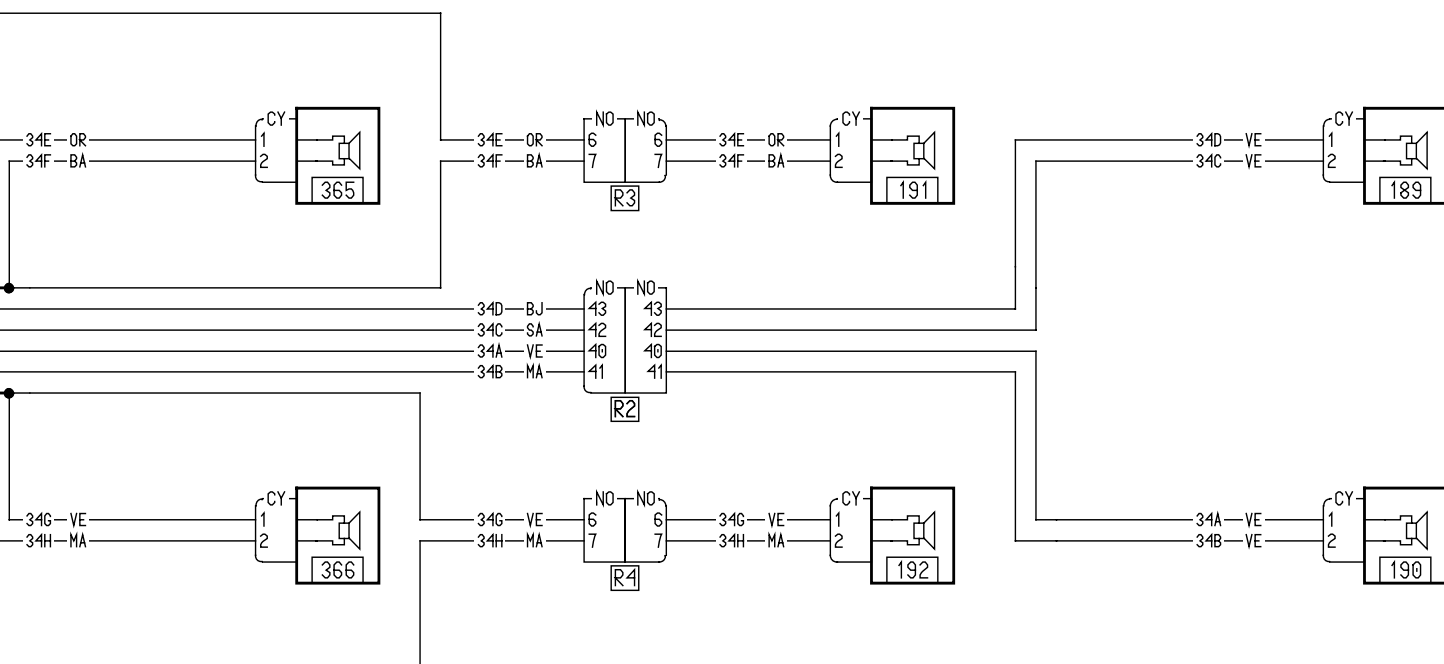 CY NO NO CY CY
34E OR 1 34E OR 6 6 34E OR 1 34D VE 1
34F BA 2 34F BA 7 7 34F BA 2 34C VE 2
365 R3 191 189
NO NO
34D BJ 43 43
34C SA 42 42
34A VE 40 40
34B MA 41 41
R2
CY NO NO CY CY
34G VE 1 34G VE 6 6 34G VE 1 34A VE 1
34H MA 2 34H MA 7 7 34H MA 2 34B VE 2
366 R4 192 190